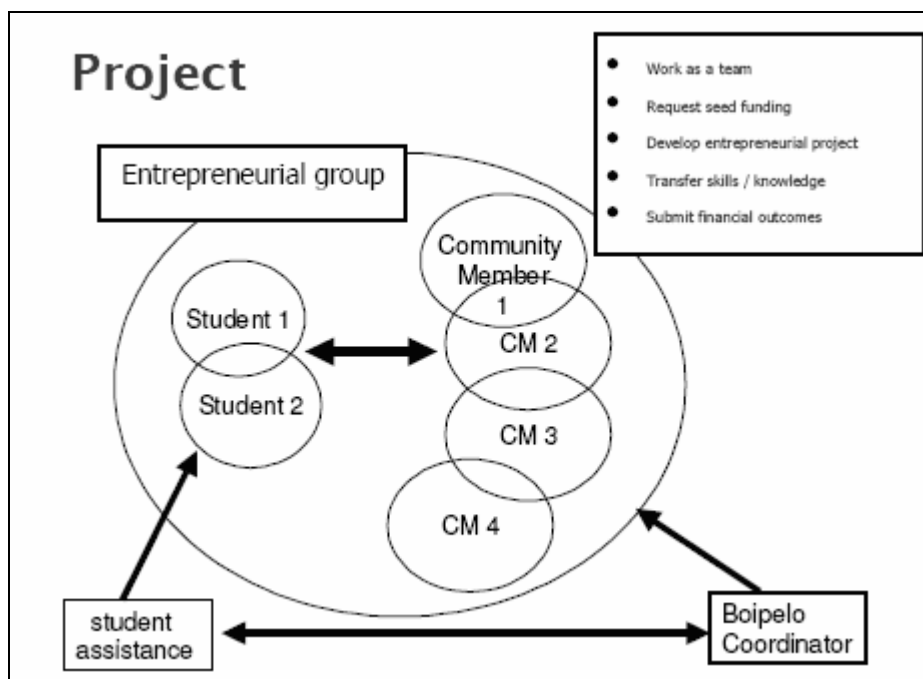 Project
Work as a team
Request seed funding
Develop entrepreneurial project
Transfer skills / knowledge
Submit financial outcomes
Entrepreneurial group
Community
Member
1
Student 1
Student 2
CM 2
CM 3
CM 4
student
assistance
Boipelo
Coordinator